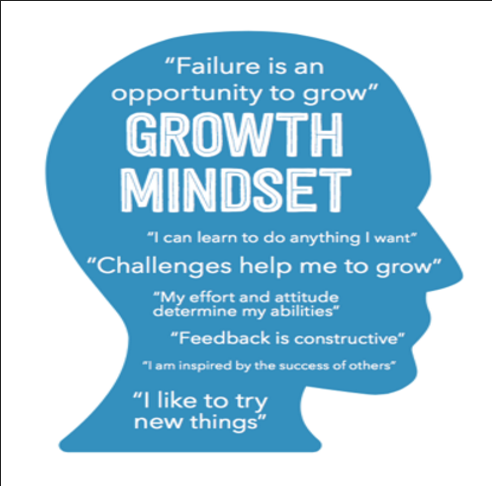 “Failure is an
opportunity to grow”
GROWTH
MINDSET
“I can learn to do anything I want”
“Challenges help me to grow”
“My effort and attitude
determine my abilities”
“Feedback is constructive”
“I am inspired by the success of others”
“I like to try
new things”